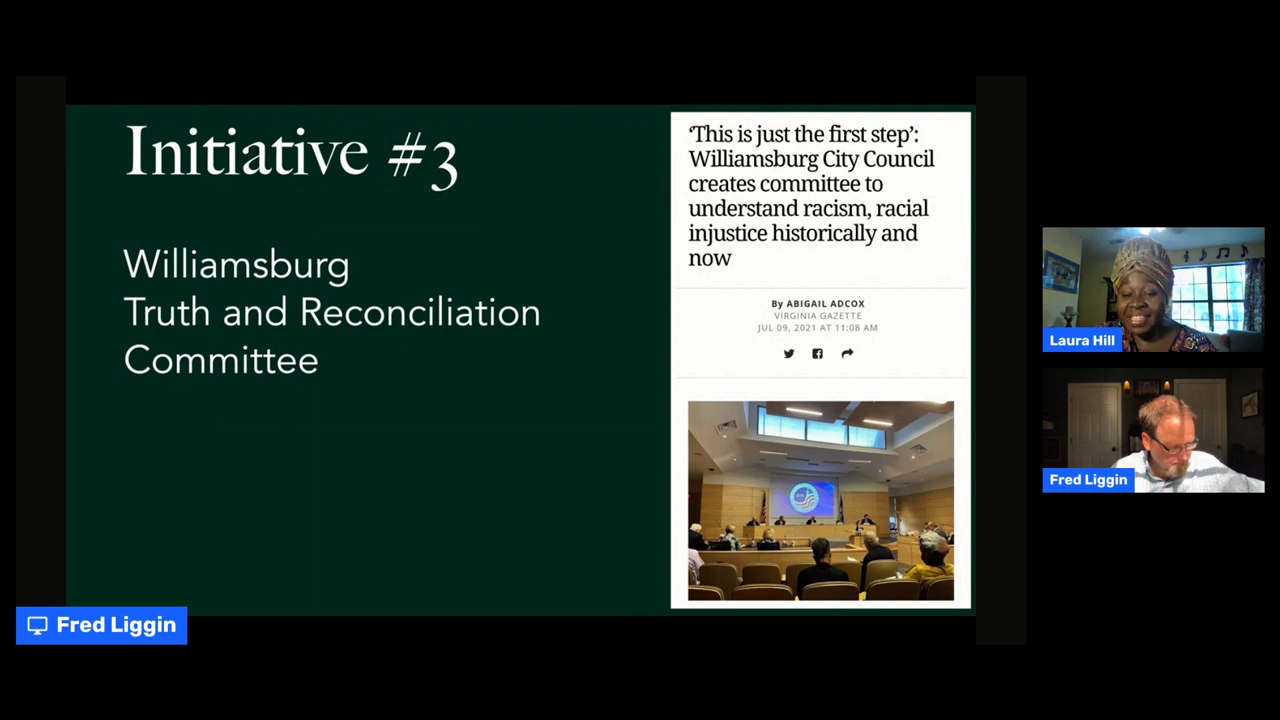 Initiative #3
Williamsburg
Truth and Reconciliation
Committee
‘This is just the first step’:
Williamsburg City Council
creates committee to
understand racism, racial
injustice historically and
now
By ABIGAIL ADCOX
VIRGINIA GAZETTE
JUL 09, 2021 AT 11:08 AM
Laura Hill
Fred Liggin
Fred Liggin